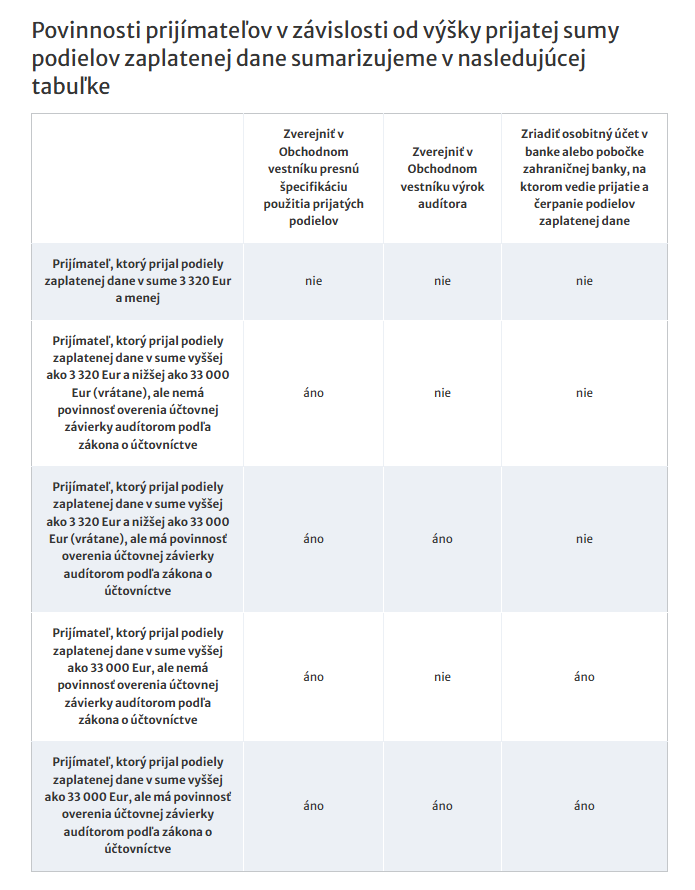 Povinnosti prijímateľov v závislosti od výšky prijatej sumy
podielov zaplatenej dane sumarizujeme v nasledujúcej
tabuľke
Zverejniť v
Obchodnom
vestníku presnú
špecifikáciu
použitia prijatých
podielov
Zverejniť v
Obchodnom
vestníku výrok
audítora
Zriadiť osobitný účet v
banke alebo pobočke
zahraničnej banky, na
ktorom vedie prijatie a
čerpanie podielov
zaplatenej dane
Prijímateľ, ktorý prijal podiely
zaplatenej dane v sume 3 320 Eur
a menej
nie
nie
nie
Prijímateľ, ktorý prijal podiely
zaplatenej dane v sume vyššej
ako 3 320 Eur a nižšej ako 33 000
Eur (vrátane), ale nemá
povinnosť overenia účtovnej
závierky audítorom podľa
zákona o účtovníctve
áno
nie
nie
Prijímateľ, ktorý prijal podiely
zaplatenej dane v sume vyššej
ako 3 320 Eur a nižšej ako 33 000
Eur (vrátane), ale má povinnosť
overenia účtovnej závierky
audítorom podľa zákona o
účtovníctve
áno
áno
nie
Prijímateľ, ktorý prijal podiely
zaplatenej dane v sume vyššej
ako 33 000 Eur, ale nemá
povinnosť overenia účtovnej
závierky audítorom podľa
zákona o účtovníctve
áno
nie
áno
Prijímateľ, ktorý prijal podiely
zaplatenej dane v sume vyššej
ako 33 000 Eur, ale má povinnosť
overenia účtovnej závierky
audítorom podľa zákona o
účtovníctve
áno
áno
áno